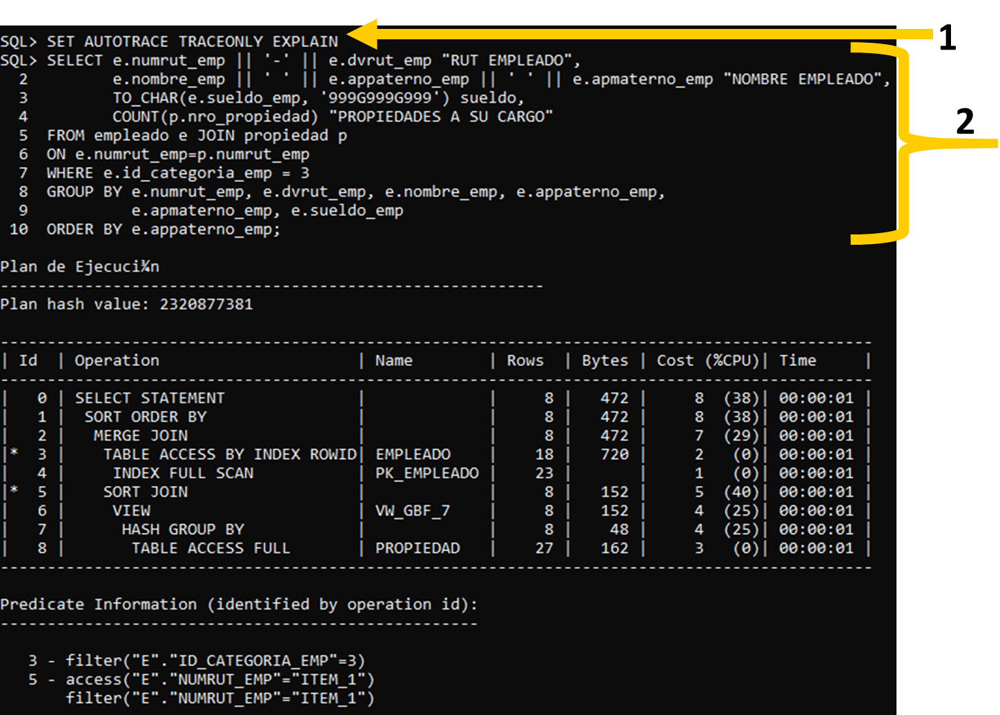 SQL> SET AUTOTRACE TRACEONLY EXPLAIN
1
SQL> SELECT e.numrut_emp || '-' || e.dvrut_emp "RUT EMPLEADO",
2 e.nombre_emp || ' ' || e.appaterno_emp || ' ' || e.apmaterno_emp "NOMBRE EMPLEADO",
3 TO_CHAR(e.sueldo_emp, '999G999G999') sueldo,
4 COUNT(p.nro_propiedad) "PROPIEDADES A SU CARGO"
2
5 FROM empleado e JOIN propiedad p
6 ON e.numrut_emp=p.numrut_emp
7 WHERE e.id_categoria_emp = 3
8 GROUP BY e.numrut_emp, e.dvrut_emp, e.nombre_emp, e.appaterno_emp,
9 e.apmaterno_emp, e.sueldo_emp
10 ORDER BY e.appaterno_emp;
Plan de Ejecuci¾n
----------------------------------------------------------
Plan hash value: 2320877381
---------------------------------------------------------------------------------------------
| Id  | Operation                     | Name        | Rows  | Bytes | Cost (%CPU)| Time     |
---------------------------------------------------------------------------------------------
|   0 | SELECT STATEMENT              |             |     8 |   472 |     8  (38)| 00:00:01 |
|   1 |  SORT ORDER BY                |             |     8 |   472 |     8  (38)| 00:00:01 |
|   2 |   MERGE JOIN                  |             |     8 |   472 |     7  (29)| 00:00:01 |
|*  3 |    TABLE ACCESS BY INDEX ROWID| EMPLEADO    |    18 |   720 |     2   (0)| 00:00:01 |
|   4 |     INDEX FULL SCAN           | PK_EMPLEADO |    23 |       |     1   (0)| 00:00:01 |
|*  5 |    SORT JOIN                  |             |     8 |   152 |     5  (40)| 00:00:01 |
|   6 |     VIEW                      | VW_GBF_7    |     8 |   152 |     4  (25)| 00:00:01 |
|   7 |      HASH GROUP BY            |             |     8 |    48 |     4  (25)| 00:00:01 |
|   8 |       TABLE ACCESS FULL       | PROPIEDAD   |    27 |   162 |     3   (0)| 00:00:01 |
---------------------------------------------------------------------------------------------
Predicate Information (identified by operation id):
---------------------------------------------------
3 - filter("E"."ID_CATEGORIA_EMP"=3)
5 - access("E"."NUMRUT_EMP"="ITEM_1")
filter("E"."NUMRUT_EMP"="ITEM_1")